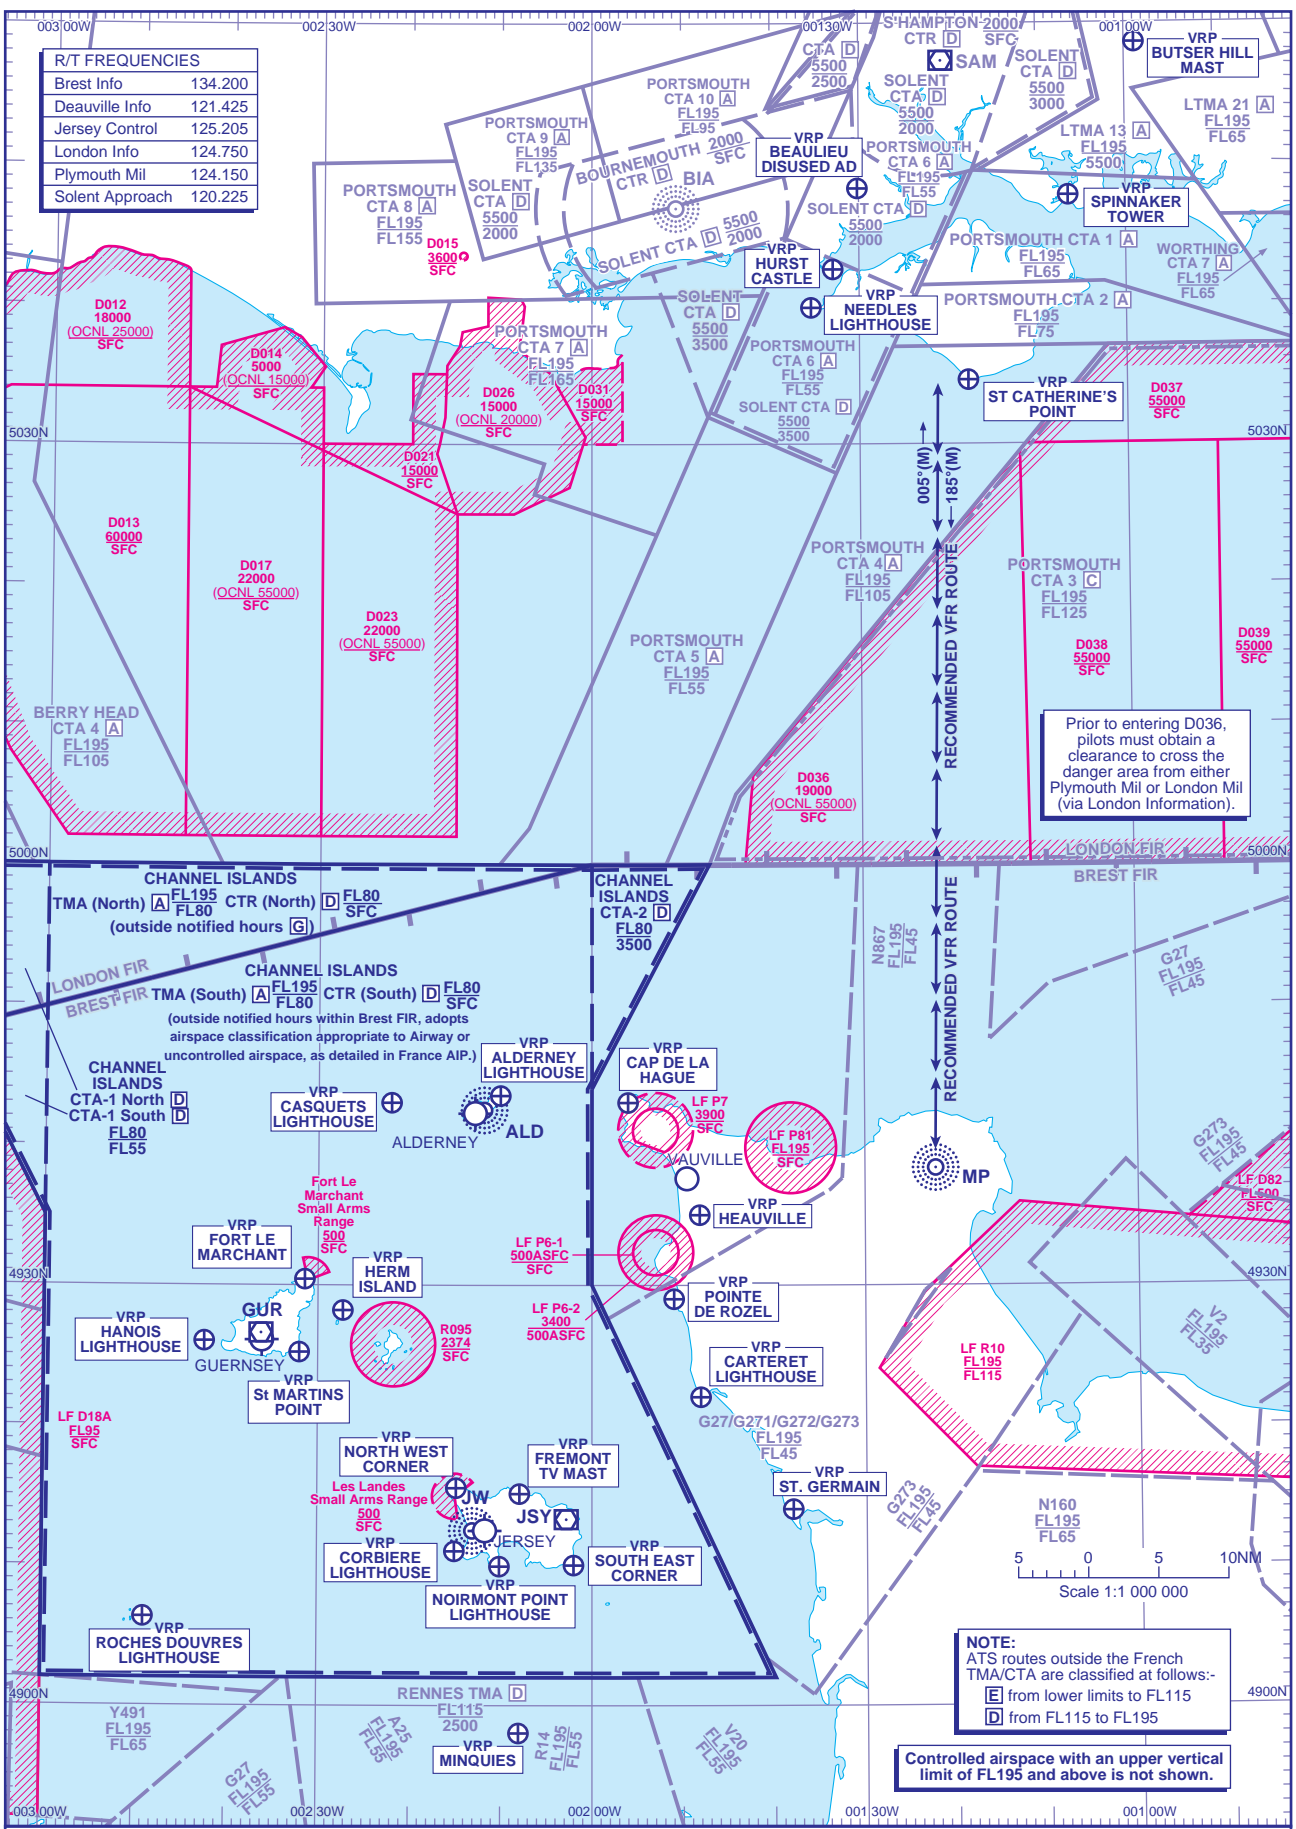 003 00W
002 30W
002 00W
001 30W
001 00W
R/T FREQUENCIES
Brest Info 134.200
Deauville Info 121.425
Jersey Control 125.205
London Info 124.750
Plymouth Mil 124.150
Solent Approach 120.225
CTA D
5500
2500
S'HAMPTON 2000
CTR D SFC
SAM
SOLENT
CTA D
5500
3000
VRP
BUTSER HILL
MAST
SOLENT
CTA D
5500
2000
LTMA 21 A
FL195
FL65
PORTSMOUTH
CTA 10 A
FL195
FL95
PORTSMOUTH
CTA 9 A
FL195
FL135
BOURNEMOUTH 2000
CTR D SFC
BIA
VRP
BEAULIEU
DISUSED AD
PORTSMOUTH
CTA 6 A
FL195
FL55
LTMA 13 A
FL195
5500
VRP
SPINNAKER
TOWER
PORTSMOUTH
CTA 8 A
FL195
FL155
SOLENT
CTA D
5500
2000
SOLENT CTA D
5500
2000
SOLENT CTA D 5500
2000
D015
3600
SFC
VRP
HURST
CASTLE
PORTSMOUTH CTA 1 A
FL195
FL65
WORTHING
CTA 7 A
FL195
FL65
VRP
NEEDLES
LIGHTHOUSE
PORTSMOUTH CTA 2 A
FL195
FL75
D012
18000
(OCNL 25000)
SFC
D014
5000
(OCNL 15000)
SFC
PORTSMOUTH
CTA 7 A
FL195
FL165
SOLENT
CTA D
5500
3500
PORTSMOUTH
CTA 6 A
FL195
FL55
SOLENT CTA D
5500
3500
D026
15000
(OCNL 20000)
SFC
D031
15000
SFC
VRP
ST CATHERINE'S
POINT
D037
55000
SFC
5030N
5030N
D021
15000
SFC
005°(M)
185°(M)
D013
60000
SFC
D017
22000
(OCNL 55000)
SFC
D023
22000
(OCNL 55000)
SFC
PORTSMOUTH
CTA 4 A
FL195
FL105
RECOMMENDED VFR ROUTE
PORTSMOUTH
CTA 3 C
FL195
FL125
PORTSMOUTH
CTA 5 A
FL195
FL55
D038
55000
SFC
D039
55000
SFC
BERRY HEAD
CTA 4 A
FL195
FL105
Prior to entering D036,
pilots must obtain a
clearance to cross the
danger area from either
Plymouth Mil or London Mil
(via London Information).
D036
19000
(OCNL 55000)
SFC
5000N
5000N
LONDON FIR
BREST FIR
CHANNEL ISLANDS
TMA (North) A FL195 CTR (North) D FL80
FL80 SFC
(outside notified hours G)
CHANNEL
ISLANDS
CTA-2 D
FL80
3500
RECOMMENDED VFR ROUTE
N867
FL195
FL45
G27
FL195
FL45
LONDON FIR
BREST FIR
CHANNEL ISLANDS
TMA (South) A FL195 CTR (South) D FL80
FL80 SFC
(outside notified hours within Brest FIR, adopts
airspace classification appropriate to Airway or
uncontrolled airspace, as detailed in France AIP.)
CHANNEL
ISLANDS
CTA-1 North D
CTA-1 South D
FL80
FL55
VRP
ALDERNEY
LIGHTHOUSE
VRP
CASQUETS
LIGHTHOUSE
ALDERNEY
ALD
VRP
CAP DE LA
HAGUE
LF P7
3900
SFC
LF P81
FL195
SFC
VAUVILLE
MP
G273
FL195
FL45
LF D82
FL500
SFC
Fort Le
Marchant
Small Arms
Range
500
SFC
VRP
FORT LE
MARCHANT
VRP
HEAUVILLE
LF P6-1
500ASFC
SFC
4930N
4930N
VRP
HERM
ISLAND
VRP
POINTE
DE ROZEL
LF P6-2
3400
500ASFC
GUR
VRP
HANOIS
LIGHTHOUSE
GUERNSEY
R095
2374
SFC
V2
FL195
FL35
LF R10
FL195
FL115
VRP
CARTERET
LIGHTHOUSE
VRP
St MARTINS
POINT
LF D18A
FL95
SFC
G27/G271/G272/G273
FL195
FL45
VRP
NORTH WEST
CORNER
VRP
FREMONT
TV MAST
VRP
ST. GERMAIN
G273
FL195
FL45
Les Landes
Small Arms Range
500
SFC
JW
JSY
JERSEY
N160
FL195
FL65
VRP
CORBIERE
LIGHTHOUSE
VRP
SOUTH EAST
CORNER
VRP
NOIRMONT POINT
LIGHTHOUSE
5 0 5 10NM
Scale 1:1 000 000
VRP
ROCHES DOUVRES
LIGHTHOUSE
NOTE:
ATS routes outside the French
TMA/CTA are classified at follows:-
E from lower limits to FL115
D from FL115 to FL195
4900N
4900N
Y491
FL195
FL65
RENNES TMA D
FL115
2500
A25
FL195
FL55
R14
FL195
FL55
V20
FL195
FL55
VRP
MINQUIES
G27
FL195
FL55
Controlled airspace with an upper vertical
limit of FL195 and above is not shown.
003 00W
002 30W
002 00W
001 30W
001 00W